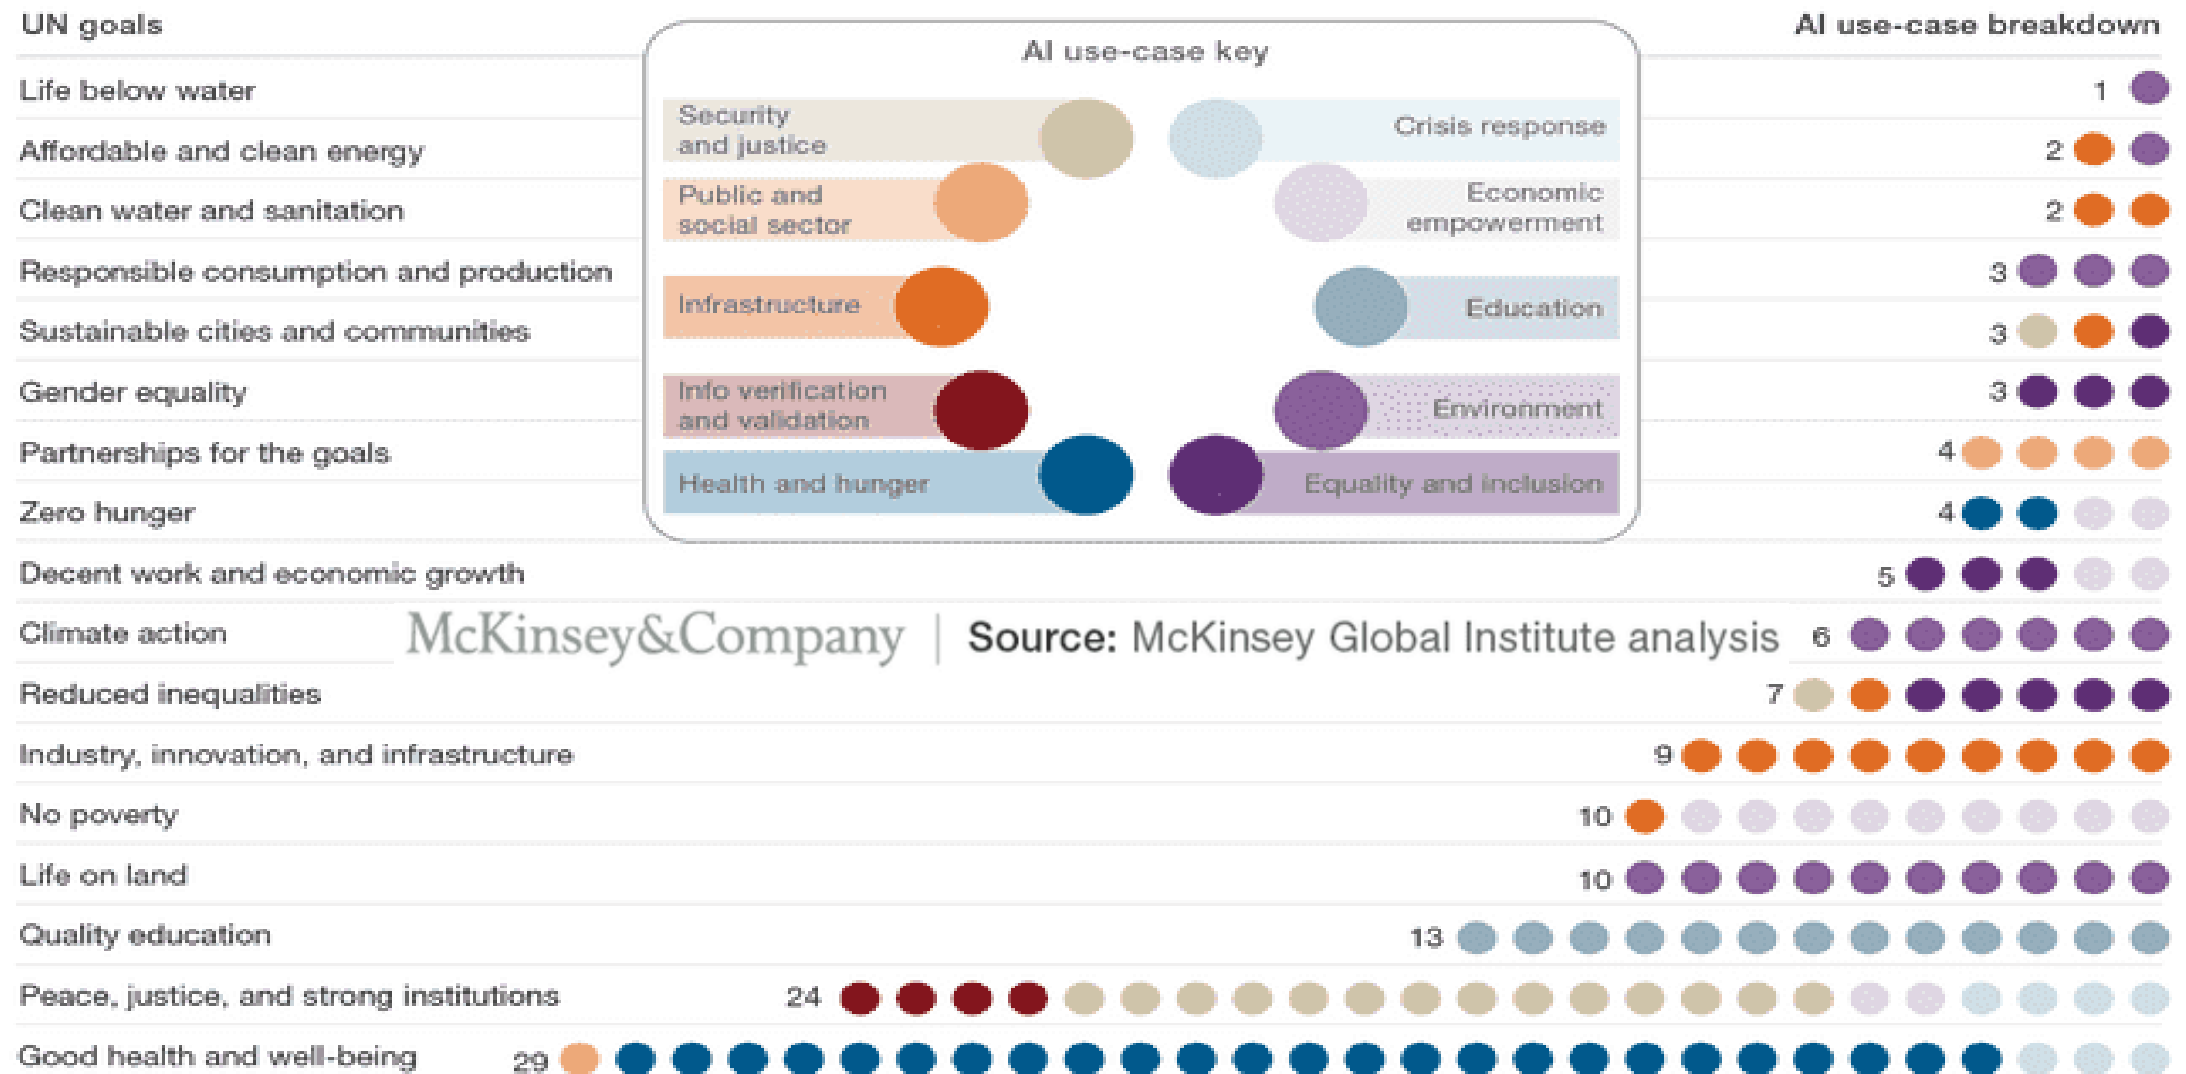 UN goals
AI use-case breakdown
AI use-case key
Security
and justice
Crisis response
Public and
social sector
Economic
empowerment
Infrastructure
Education
Info verification
and validation
Environment
Health and hunger
Equality and inclusion
Life below water
1
Affordable and clean energy
2
Clean water and sanitation
2
Responsible consumption and production
3
Sustainable cities and communities
3
Gender equality
3
Partnerships for the goals
4
Zero hunger
4
Decent work and economic growth
5
Climate action
McKinsey&Company | Source: McKinsey Global Institute analysis
6
Reduced inequalities
7
Industry, innovation, and infrastructure
9
No poverty
10
Life on land
10
Quality education
13
Peace, justice, and strong institutions
24
Good health and well-being
29